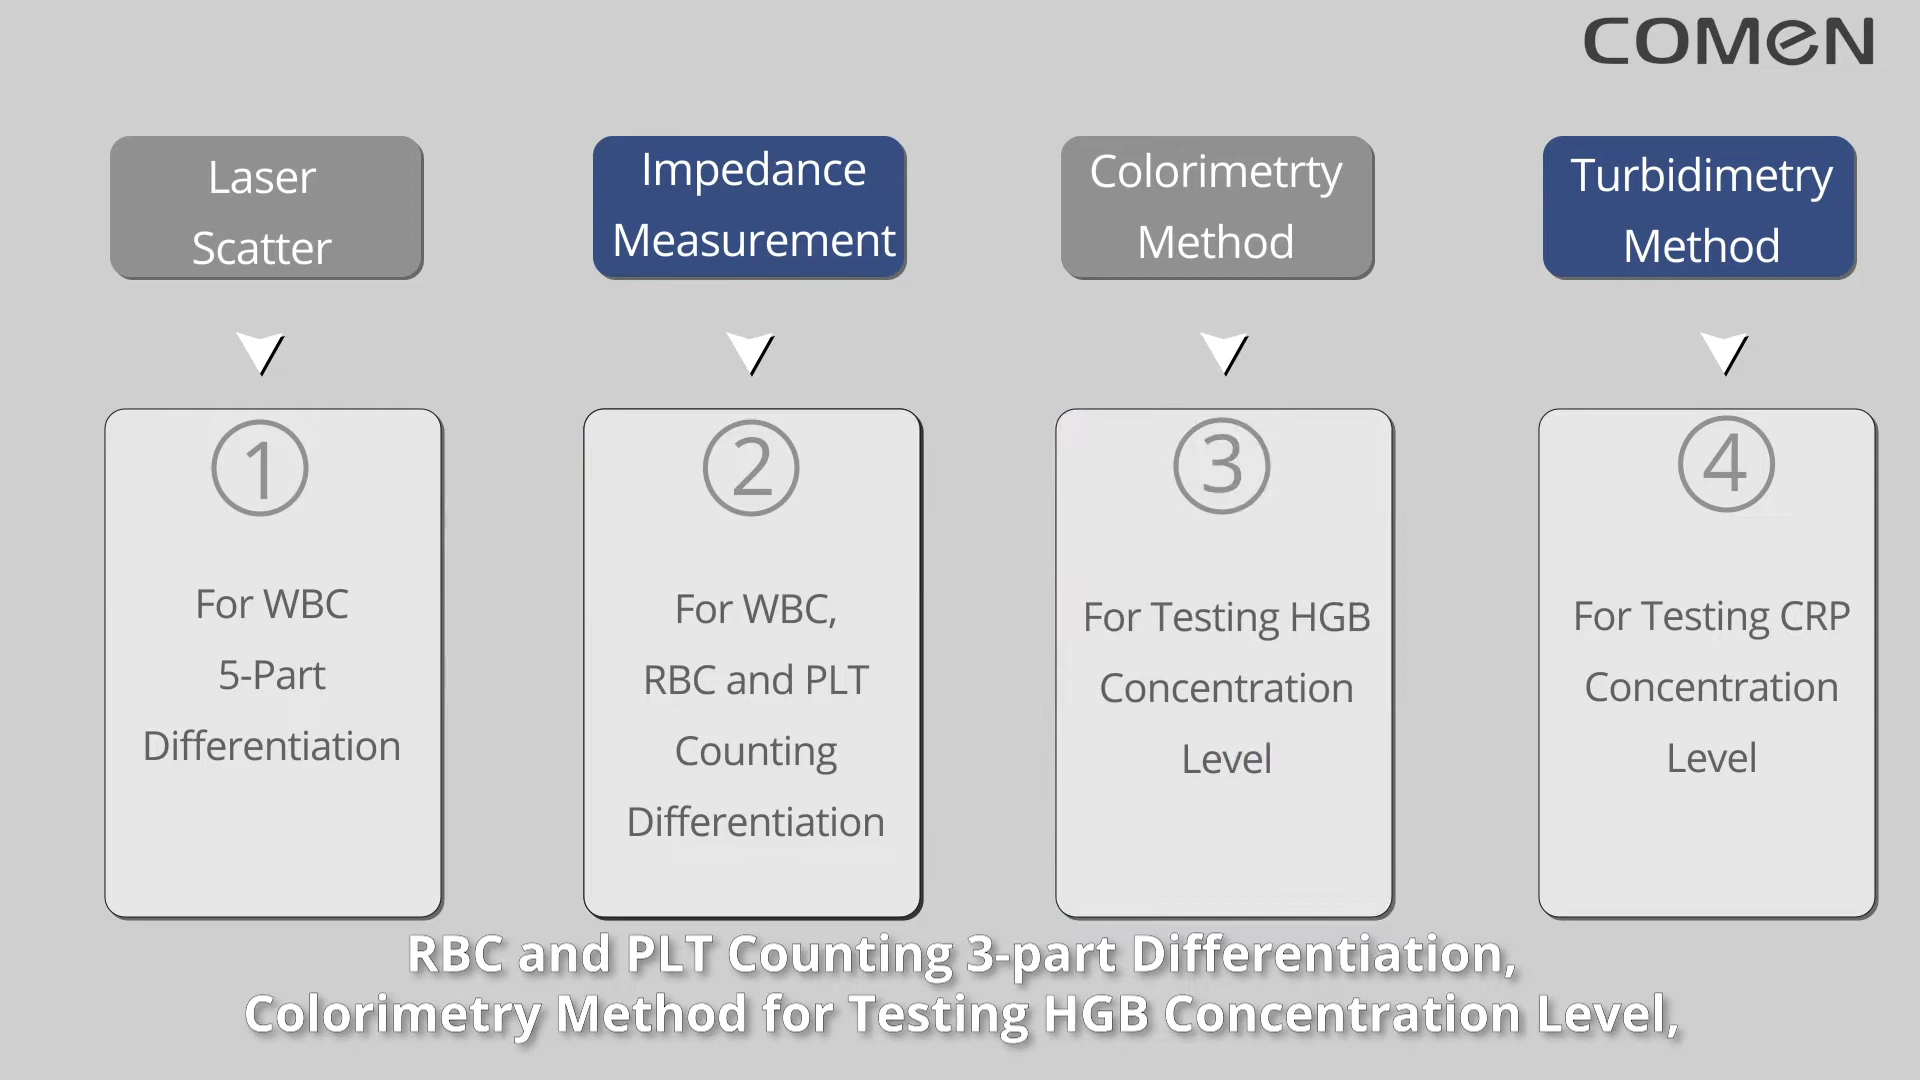 COMeN
Laser
Scatter
Impedance
Measurement
Colorimetrty
Method
Turbidimetry
Method
1
For WBC
5-Part
Differentiation
2
For WBC,
RBC and PLT
Counting
Differentiation
3
For Testing HGB
Concentration
Level
4
For Testing CRP
Concentration
Level
RBC and PLT Counting 3-part Differentiation,
Colorimetry Method for Testing HGB Concentration Level,